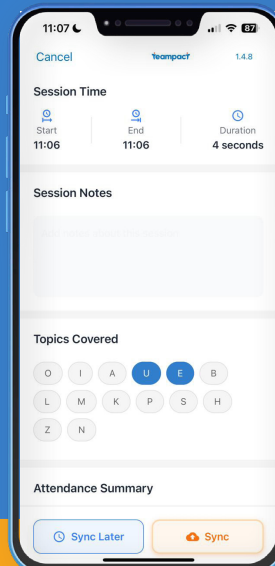 11:07 87
Cancel teampact 1.4.8
Session Time
Start End Duration
11:06 11:06 4 seconds
Session Notes
Topics Covered
O I A U E B
L M K P S H
Z N
Attendance Summary
Sync Later Sync